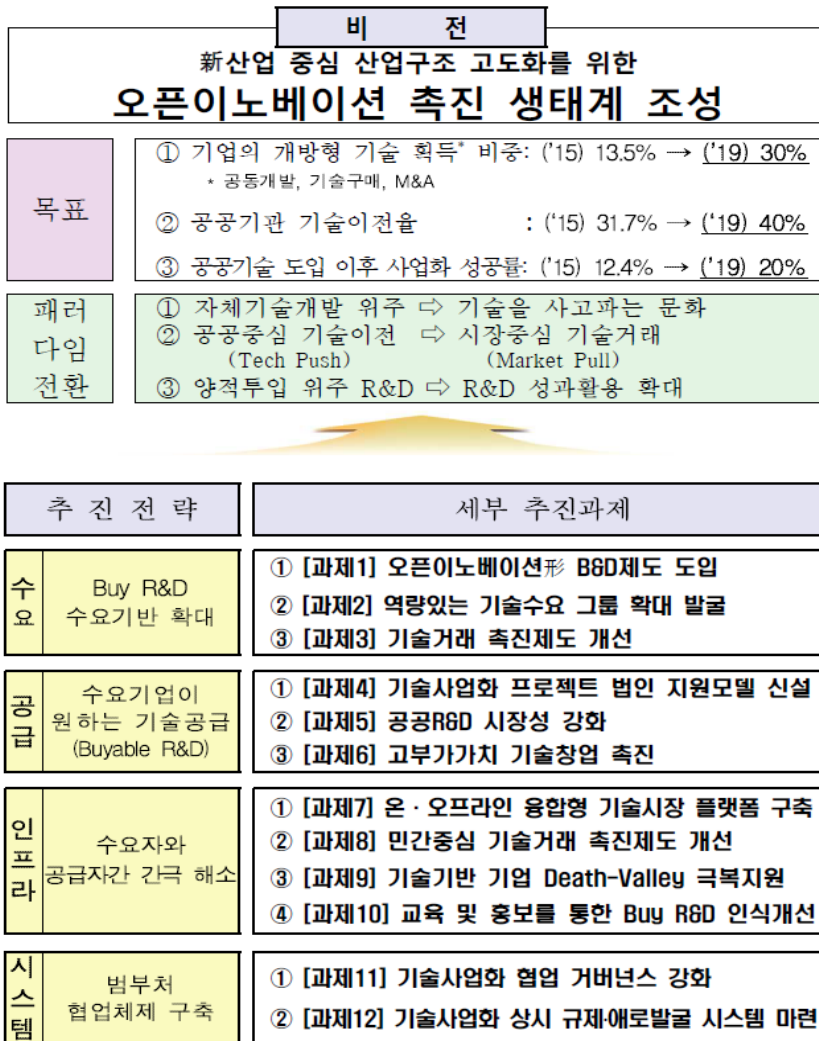 비 전
新산업 중심 산업구조 고도화를 위한
오픈이노베이션 촉진 생태계 조성
목표
① 기업의 개방형 기술 획득* 비중: ('15) 13.5% → ('19) 30%
* 공동개발, 기술구매, M&A
② 공공기관 기술이전율 : ('15) 31.7% → ('19) 40%
③ 공공기술 도입 이후 사업화 성공률: ('15) 12.4% → ('19) 20%
패러
다임
전환
① 자체기술개발 위주 ⇨ 기술을 사고파는 문화
② 공공중심 기술이전 ⇨ 시장중심 기술거래
(Tech Push) (Market Pull)
③ 양적투입 위주 R&D ⇨ R&D 성과활용 확대
추 진 전 략
세부 추진과제
수
요
Buy R&D
수요기반 확대
① [과제1] 오픈이노베이션形 B&D제도 도입
② [과제2] 역량있는 기술수요 그룹 확대 발굴
③ [과제3] 기술거래 촉진제도 개선
공
급
수요기업이
원하는 기술공급
(Buyable R&D)
① [과제4] 기술사업화 프로젝트 법인 지원모델 신설
② [과제5] 공공R&D 시장성 강화
③ [과제6] 고부가가치 기술창업 촉진
인
프
라
수요자와
공급자간 간극 해소
① [과제7] 온ㆍ오프라인 융합형 기술시장 플랫폼 구축
② [과제8] 민간중심 기술거래 촉진제도 개선
③ [과제9] 기술기반 기업 Death-Valley 극복지원
④ [과제10] 교육 및 홍보를 통한 Buy R&D 인식개선
시
스
템
범부처
협업체제 구축
① [과제11] 기술사업화 협업 거버넌스 강화
② [과제12] 기술사업화 상시 규제·애로발굴 시스템 마련